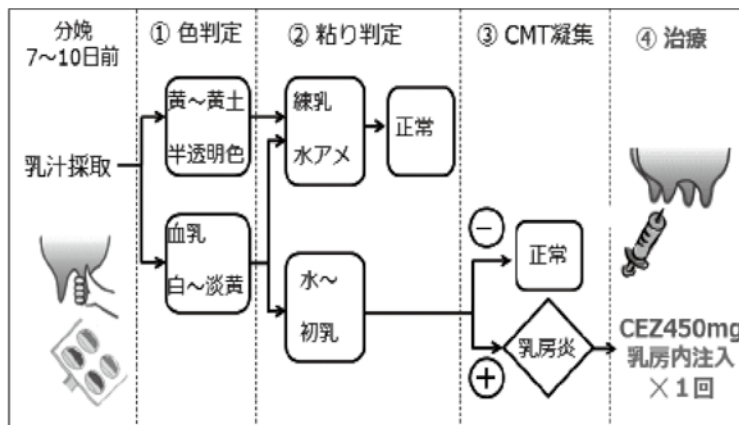 分娩
7～10日前
① 色判定
② 粘り判定
③ CMT凝集
④ 治療
乳汁採取
黄～黄土
半透明色
血乳
白～淡黄
練乳
水アメ
正常
水～
初乳
－
正常
＋
乳房炎
CEZ450mg
乳房内注入
×１回